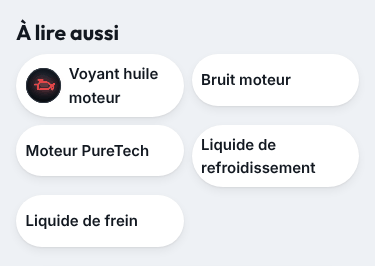 À lire aussi
Voyant huile
moteur
Bruit moteur
Moteur PureTech
Liquide de
refroidissement
Liquide de frein